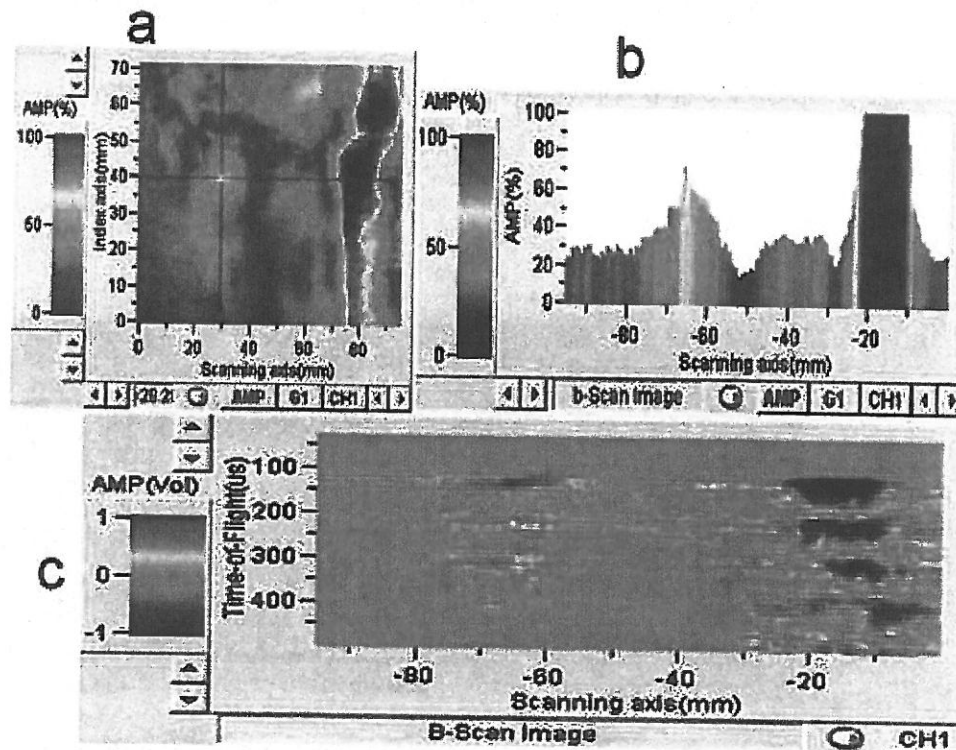 a
70
60
50
40
30
20
10
0
Index axis(mm)
0 20 40 60 80
Scanning axis(mm)
AMP(%)
100
50
0
AMP G1 CH1
b
AMP(%)
100
50
0
100
80
60
40
20
0
AMP(%)
-80 -60 -40 -20
Scanning axis(mm)
b-Scan Image AMP G1 CH1
c
AMP(Vol)
1
0
-1
Time-of-Flight(us)
100
200
300
400
-80 -60 -40 -20
Scanning axis(mm)
B-Scan Image CH1